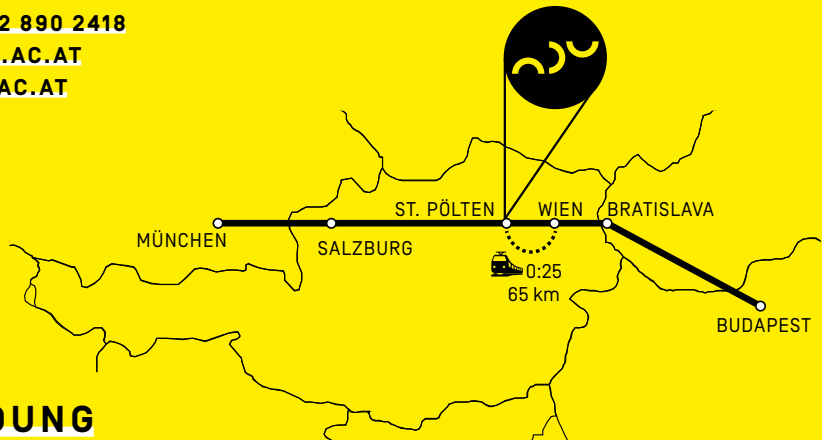 2 890 2418
.AC.AT
AC.AT
ST. PÖLTEN
WIEN
BRATISLAVA
MÜNCHEN
SALZBURG
0:25
65 km
BUDAPEST
DUNG